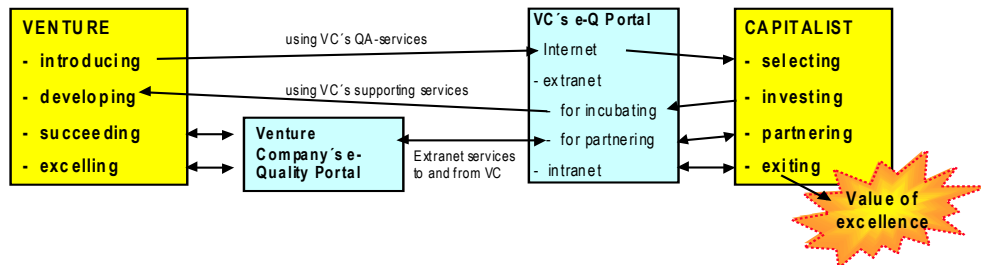 VENTURE
- introducing
- developing
- succeeding
- excelling
using VC´s QA-services
using VC´s supporting services
Venture
Company´s e-
Quality Portal
Extranet services
to and from VC
VC´s e-Q Portal
Internet
- extranet
- for incubating
- for partnering
- intranet
CAPITALIST
- selecting
- investing
- partnering
- exiting
Value of
excellence